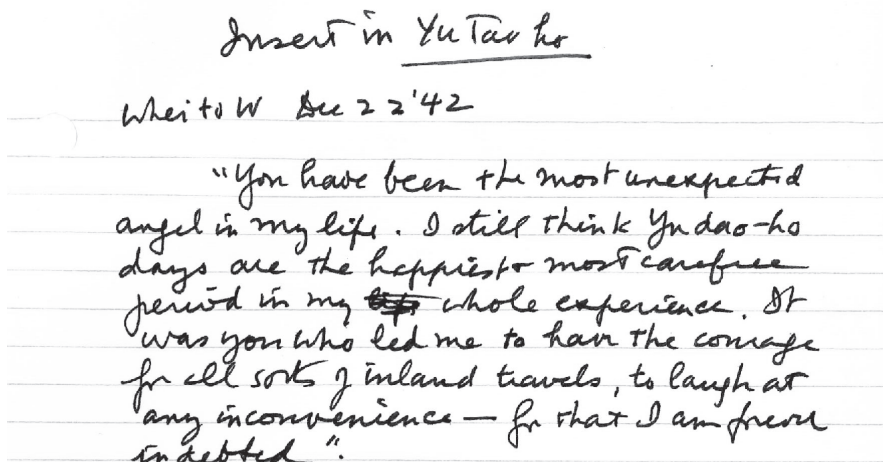 Insert in Yu Tao ho
Whei to W Dec 22 '42
"You have been the most unexpected
angel in my life. I still think Yu dao-ho
days are the happiest & most carefree
period in my life whole experience. It
was you who led me to have the courage
for all sorts of inland travels, to laugh at
any inconvenience — for that I am
indebted".